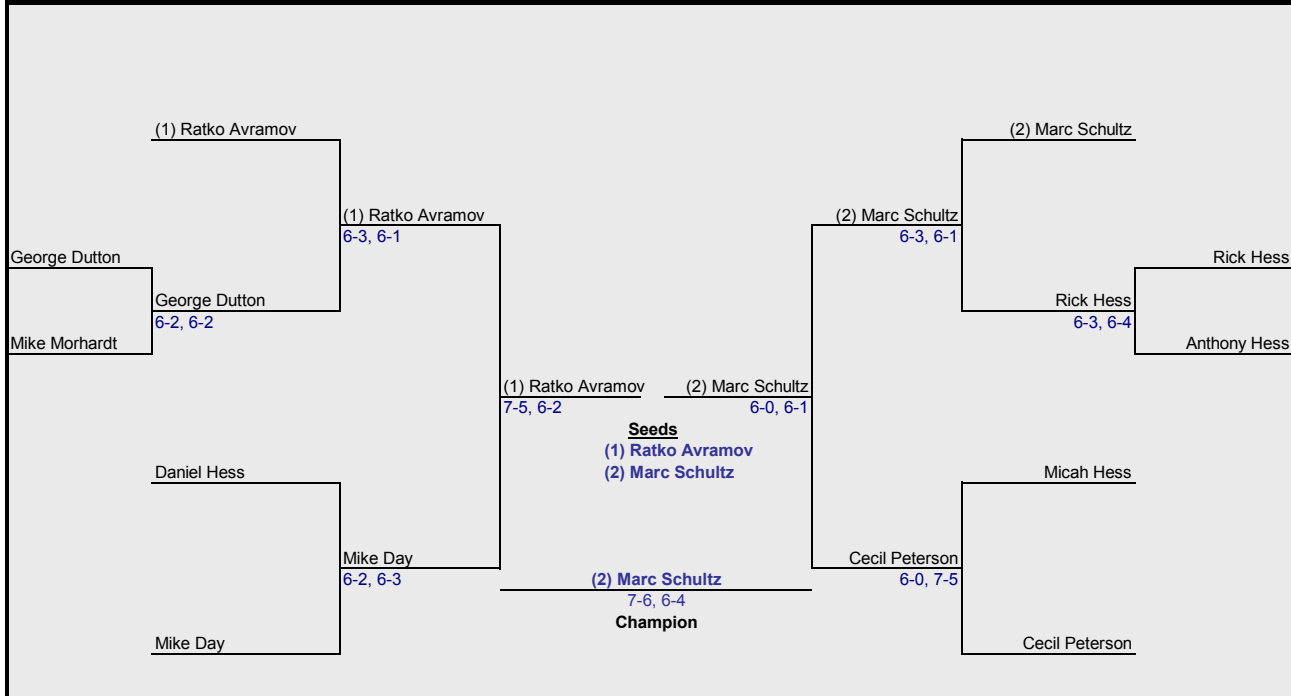 (1) Ratko Avramov
(2) Marc Schultz
(1) Ratko Avramov
6-3, 6-1
(2) Marc Schultz
6-3, 6-1
George Dutton
Rick Hess
George Dutton
6-2, 6-2
Rick Hess
6-3, 6-4
Mike Morhardt
Anthony Hess
(1) Ratko Avramov
7-5, 6-2
(2) Marc Schultz
6-0, 6-1
Seeds
(1) Ratko Avramov
(2) Marc Schultz
Daniel Hess
Micah Hess
Mike Day
6-2, 6-3
Cecil Peterson
6-0, 7-5
(2) Marc Schultz
7-6, 6-4
Champion
Mike Day
Cecil Peterson